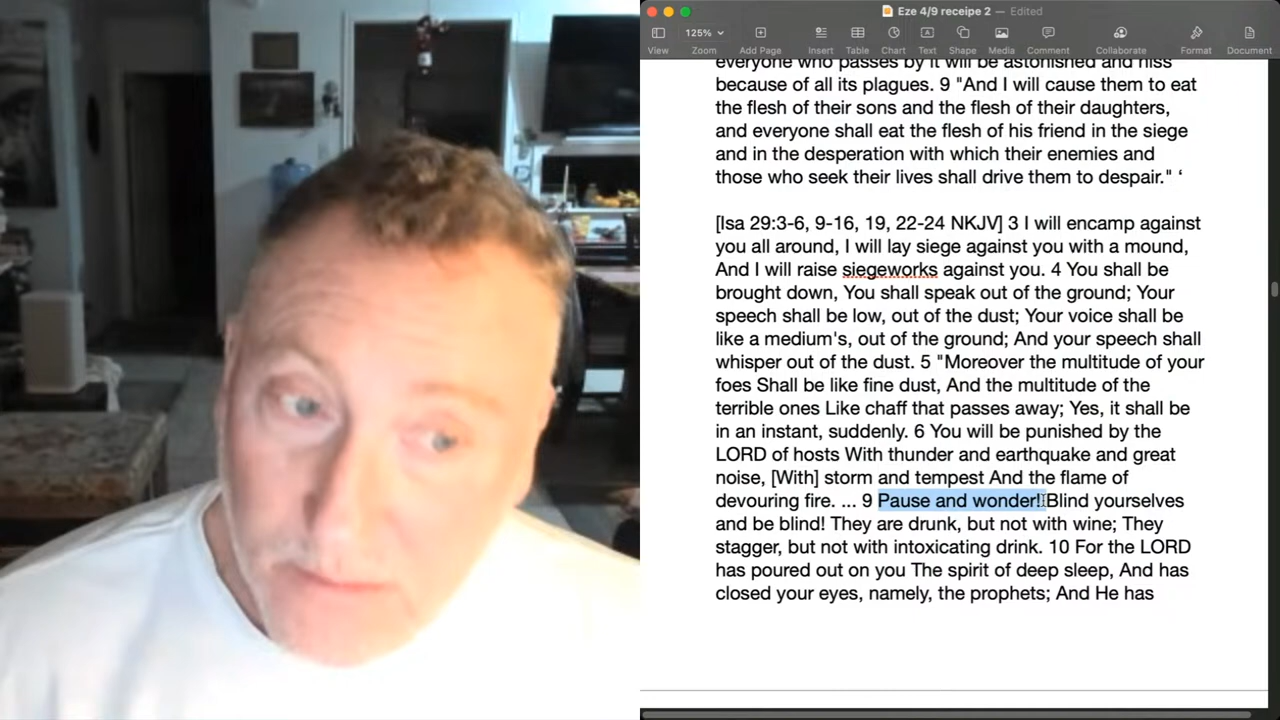 Eze 4/9 receipe 2 — Edited
125%
View Zoom Add Page Insert Table Chart Text Shape Media Comment Collaborate Format Document
everyone who passes by it will be astonished and hiss
because of all its plagues. 9 "And I will cause them to eat
the flesh of their sons and the flesh of their daughters,
and everyone shall eat the flesh of his friend in the siege
and in the desperation with which their enemies and
those who seek their lives shall drive them to despair." ‘
[Isa 29:3-6, 9-16, 19, 22-24 NKJV] 3 I will encamp against
you all around, I will lay siege against you with a mound,
And I will raise siegeworks against you. 4 You shall be
brought down, You shall speak out of the ground; Your
speech shall be low, out of the dust; Your voice shall be
like a medium's, out of the ground; And your speech shall
whisper out of the dust. 5 "Moreover the multitude of your
foes Shall be like fine dust, And the multitude of the
terrible ones Like chaff that passes away; Yes, it shall be
in an instant, suddenly. 6 You will be punished by the
LORD of hosts With thunder and earthquake and great
noise, [With] storm and tempest And the flame of
devouring fire. ... 9 Pause and wonder! Blind yourselves
and be blind! They are drunk, but not with wine; They
stagger, but not with intoxicating drink. 10 For the LORD
has poured out on you The spirit of deep sleep, And has
closed your eyes, namely, the prophets; And He has